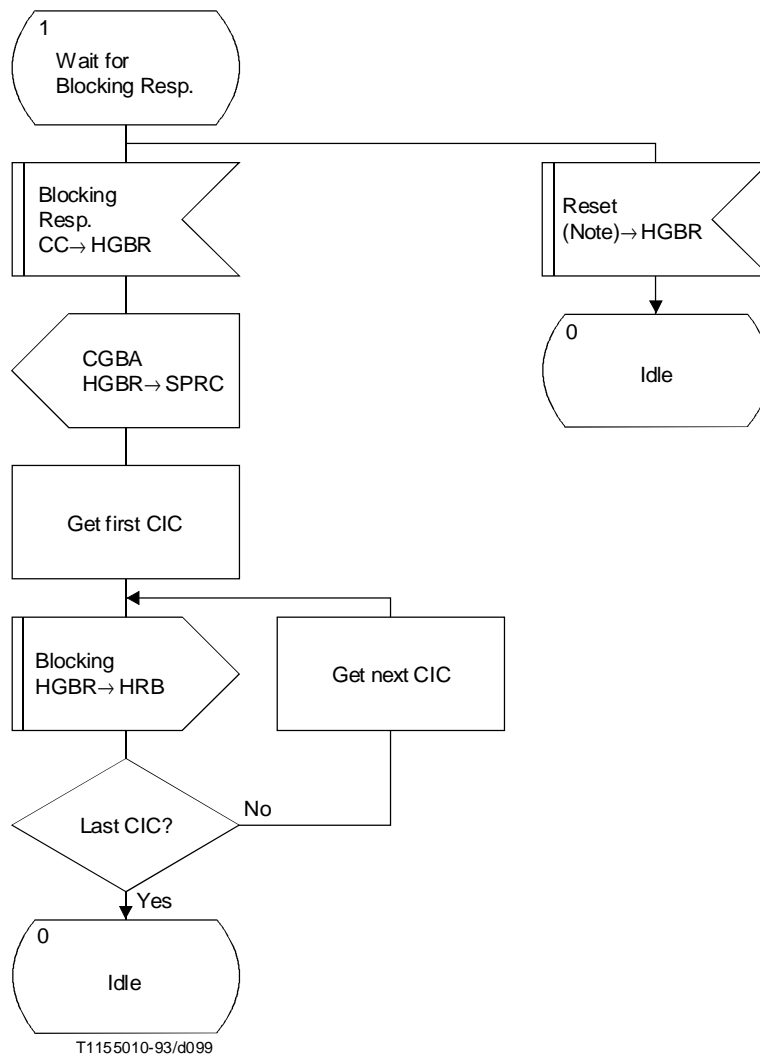 1
Wait for
Blocking Resp.
Blocking
Resp.
CC→HGBR
Reset
(Note)→HGBR
CGBA
HGBR→SPRC
0
Idle
Get first CIC
Blocking
HGBR→HRB
Get next CIC
Last CIC?
No
Yes
0
Idle
T1155010-93/d099